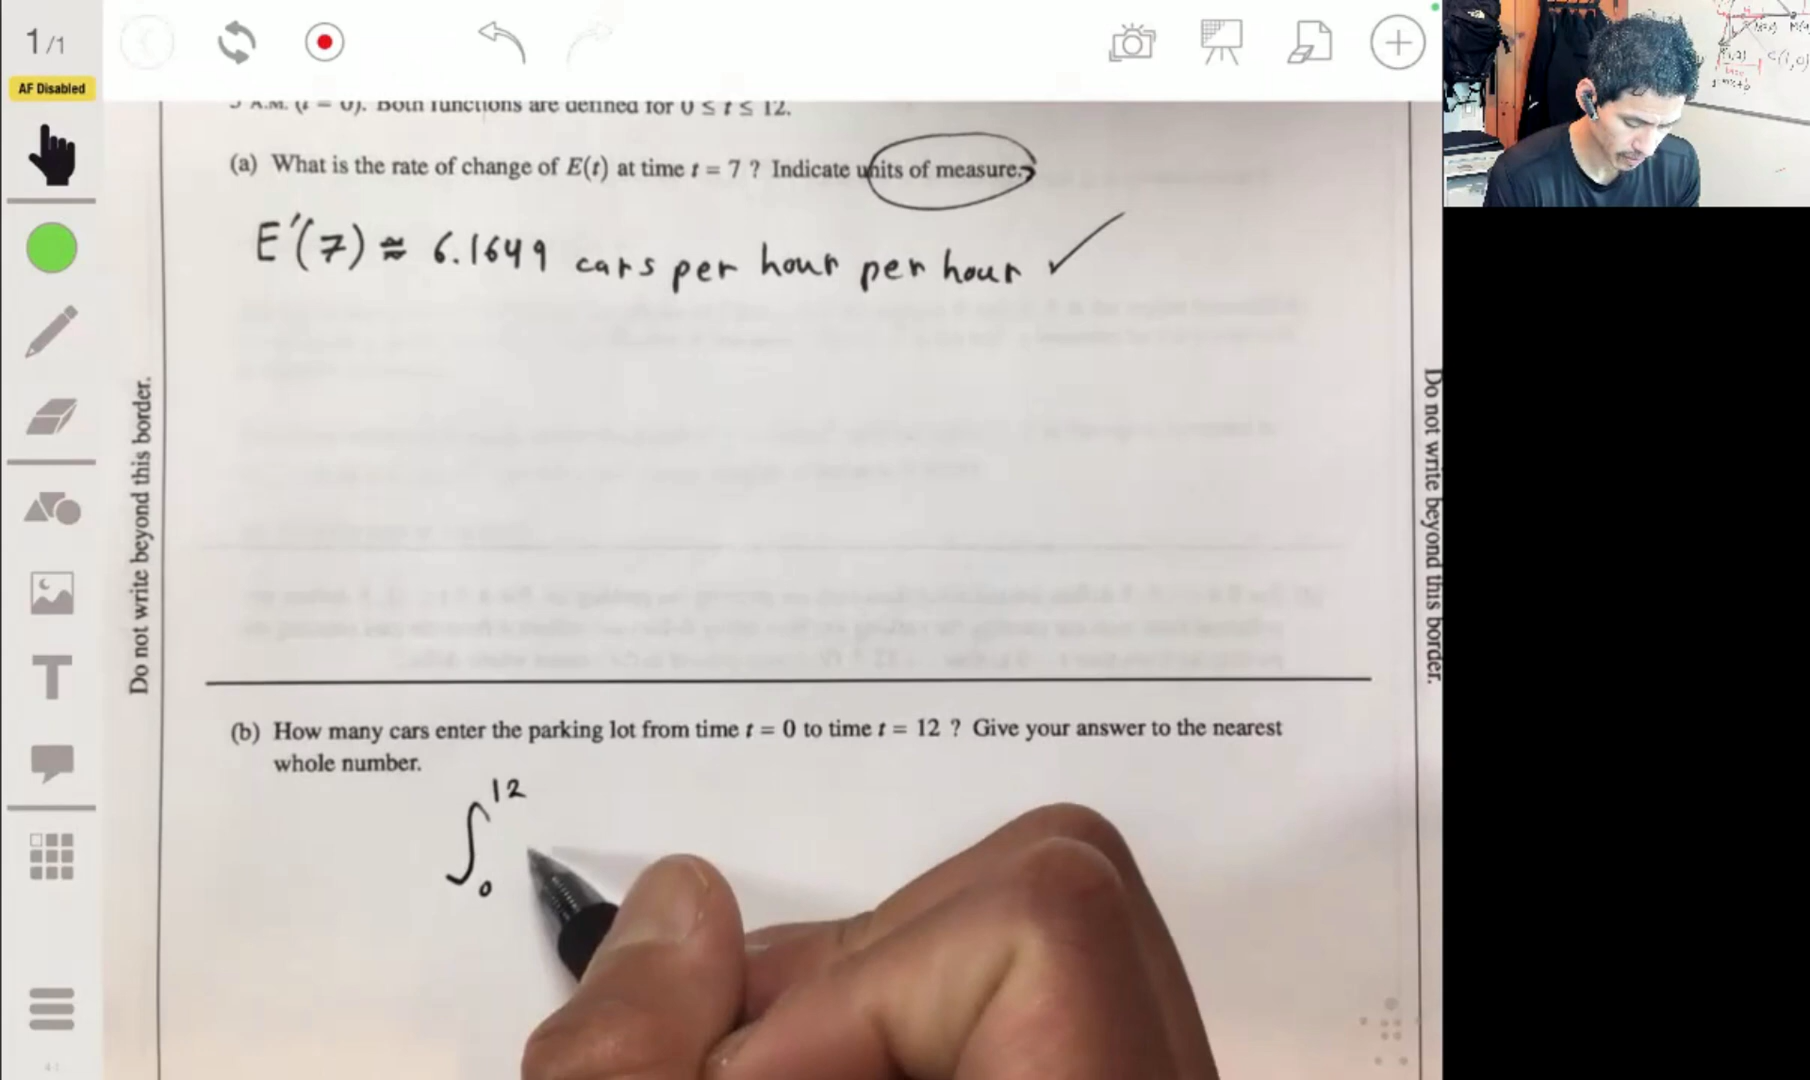 1/1
AF Disabled
A.M. (t = 0). Both functions are defined for 0 ≤ t ≤ 12.
(a) What is the rate of change of E(t) at time t = 7 ? Indicate units of measure.
E'(7) ≈ 6.1649 cars per hour per hour ✓
Do not write beyond this border.
Do not write beyond this border.
(b) How many cars enter the parking lot from time t = 0 to time t = 12 ? Give your answer to the nearest
whole number.
∫₀¹²
T
C(1,0)